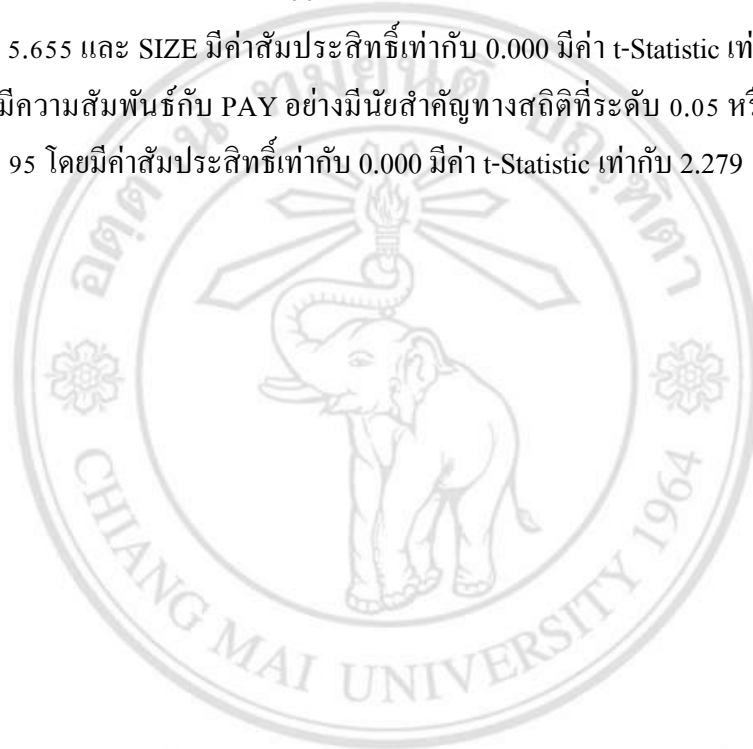 5.655 และ SIZE มีค่าสัมประสิทธิ์เท่ากับ 0.000 มีค่า t-Statistic
มีความสัมพันธ์กับ PAY อย่างมีนัยสำคัญทางสถิติที่ระดับ 0.05
95 โดยมีค่าสัมประสิทธิ์เท่ากับ 0.000 มีค่า t-Statistic เท่ากับ 2.279
CHIANG MAI UNIVERSITY 1964